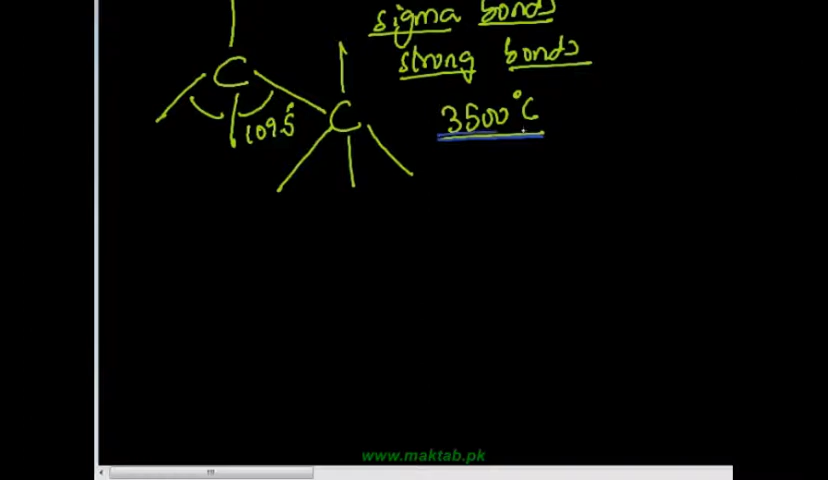 sigma bonds
strong bonds
C
C
109.5°
3500°C
www.maktab.pk